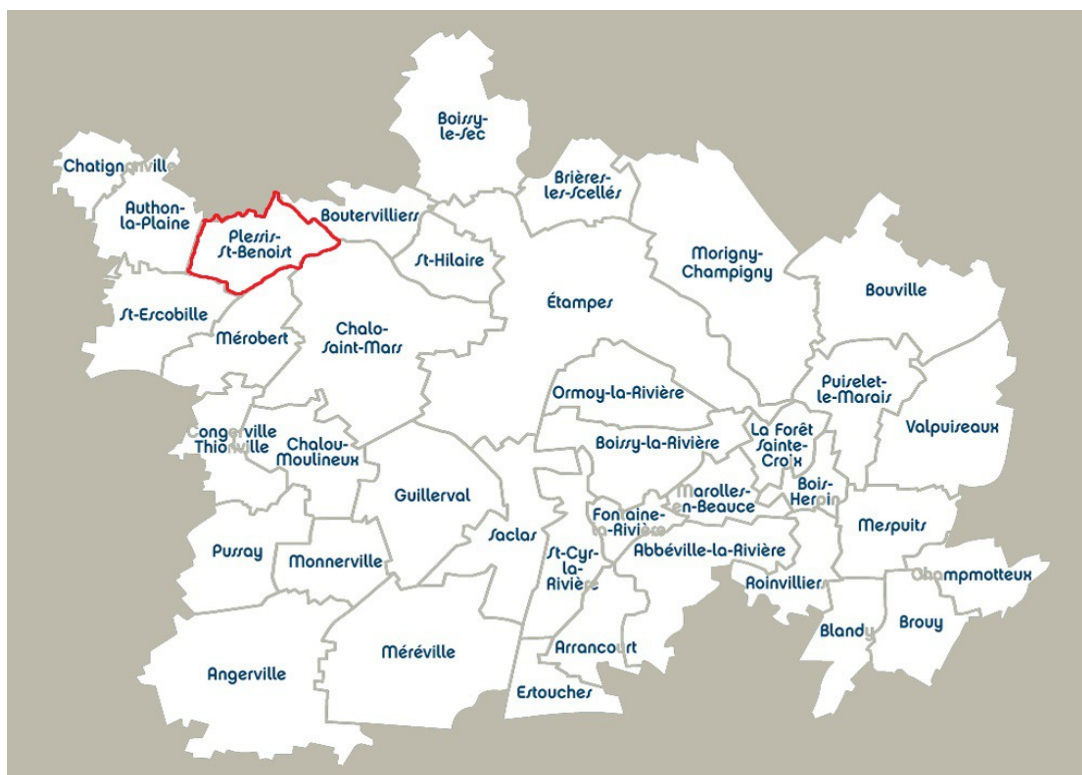 Boissy-
le-Sec
Brières-
les-Scellés
Chatignonville
Authon-
la-Plaine
Boutervilliers
Plessis-
St-Benoist
St-Hilaire
Morigny-
Champigny
Bouville
Étampes
St-Escobille
Mérobert
Chalo-
Saint-Mars
Puiselet-
le-Marais
Ormoy-la-Rivière
Valpuiseaux
Congerville
Thionville
Chalou-
Moulineux
Boissy-la-Rivière
La Forêt
Sainte-
Croix
Bois-
Herpin
Guillerval
Marolles-
en-Beauce
Fontaine-
la-Rivière
Mespuits
Saclas
St-Cyr-
la-
Rivière
Abbéville-la-Rivière
Pussay
Monnerville
Roinvilliers
Champmotteux
Blandy
Brouy
Méréville
Arrancourt
Angerville
Estouches